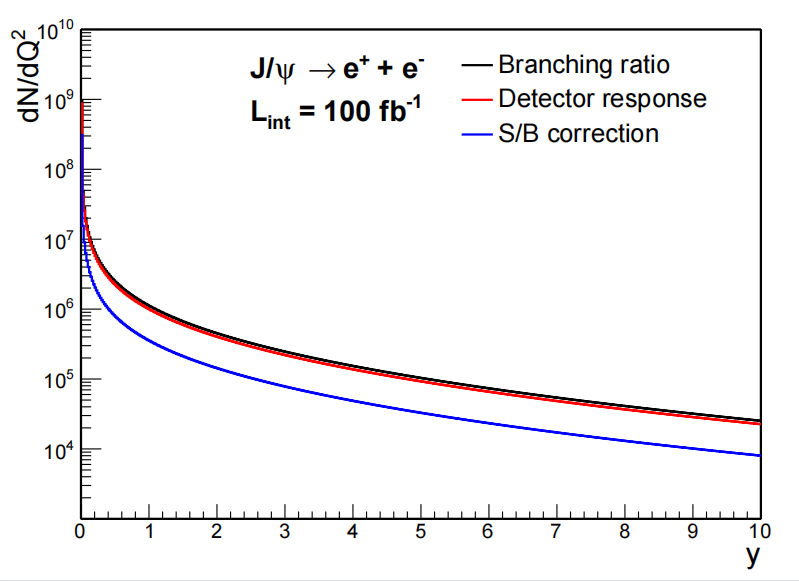 dN/dQ²
10¹⁰
10⁹
10⁸
10⁷
10⁶
10⁵
10⁴
J/ψ → e⁺ + e⁻
L_int = 100 fb⁻¹
Branching ratio
Detector response
S/B correction
0 1 2 3 4 5 6 7 8 9 10
y